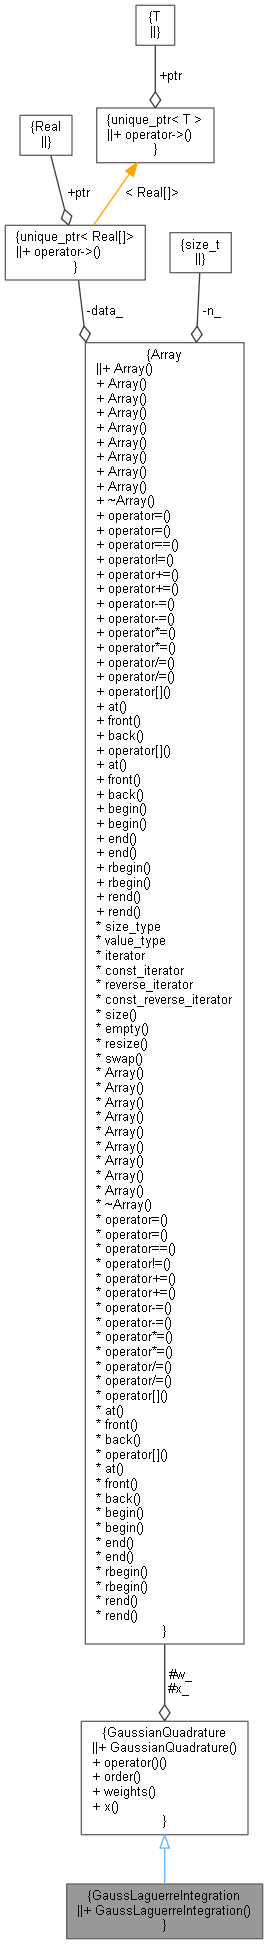 {T
||}
+ptr
{unique_ptr< T >
||+ operator->()
}
{Real
||}
+ptr
< Real[]>
{unique_ptr< Real[]>
||+ operator->()
}
{size_t
||}
-data_
-n_
{Array
||+ Array()
+ Array()
+ Array()
+ Array()
+ Array()
+ Array()
+ Array()
+ Array()
+ Array()
+ ~Array()
+ operator=()
+ operator=()
+ operator==()
+ operator!=()
+ operator+=()
+ operator+=()
+ operator-=()
+ operator-=()
+ operator*=()
+ operator*=()
+ operator/=()
+ operator/=()
+ operator[]()
+ at()
+ front()
+ back()
+ operator[]()
+ at()
+ front()
+ back()
+ begin()
+ begin()
+ end()
+ end()
+ rbegin()
+ rbegin()
+ rend()
+ rend()
* size_type
* value_type
* iterator
* const_iterator
* reverse_iterator
* const_reverse_iterator
* size()
* empty()
* resize()
* swap()
* Array()
* Array()
* Array()
* Array()
* Array()
* Array()
* Array()
* Array()
* Array()
* ~Array()
* operator=()
* operator=()
* operator==()
* operator!=()
* operator+=()
* operator+=()
* operator-=()
* operator-=()
* operator*=()
* operator*=()
* operator/=()
* operator/=()
* operator[]()
* at()
* front()
* back()
* operator[]()
* at()
* front()
* back()
* begin()
* begin()
* end()
* end()
* rbegin()
* rbegin()
* rend()
* rend()
}
#w_
#x_
{GaussianQuadrature
||+ GaussianQuadrature()
+ operator()()
+ order()
+ weights()
+ x()
}
{GaussLaguerreIntegration
||+ GaussLaguerreIntegration()
}